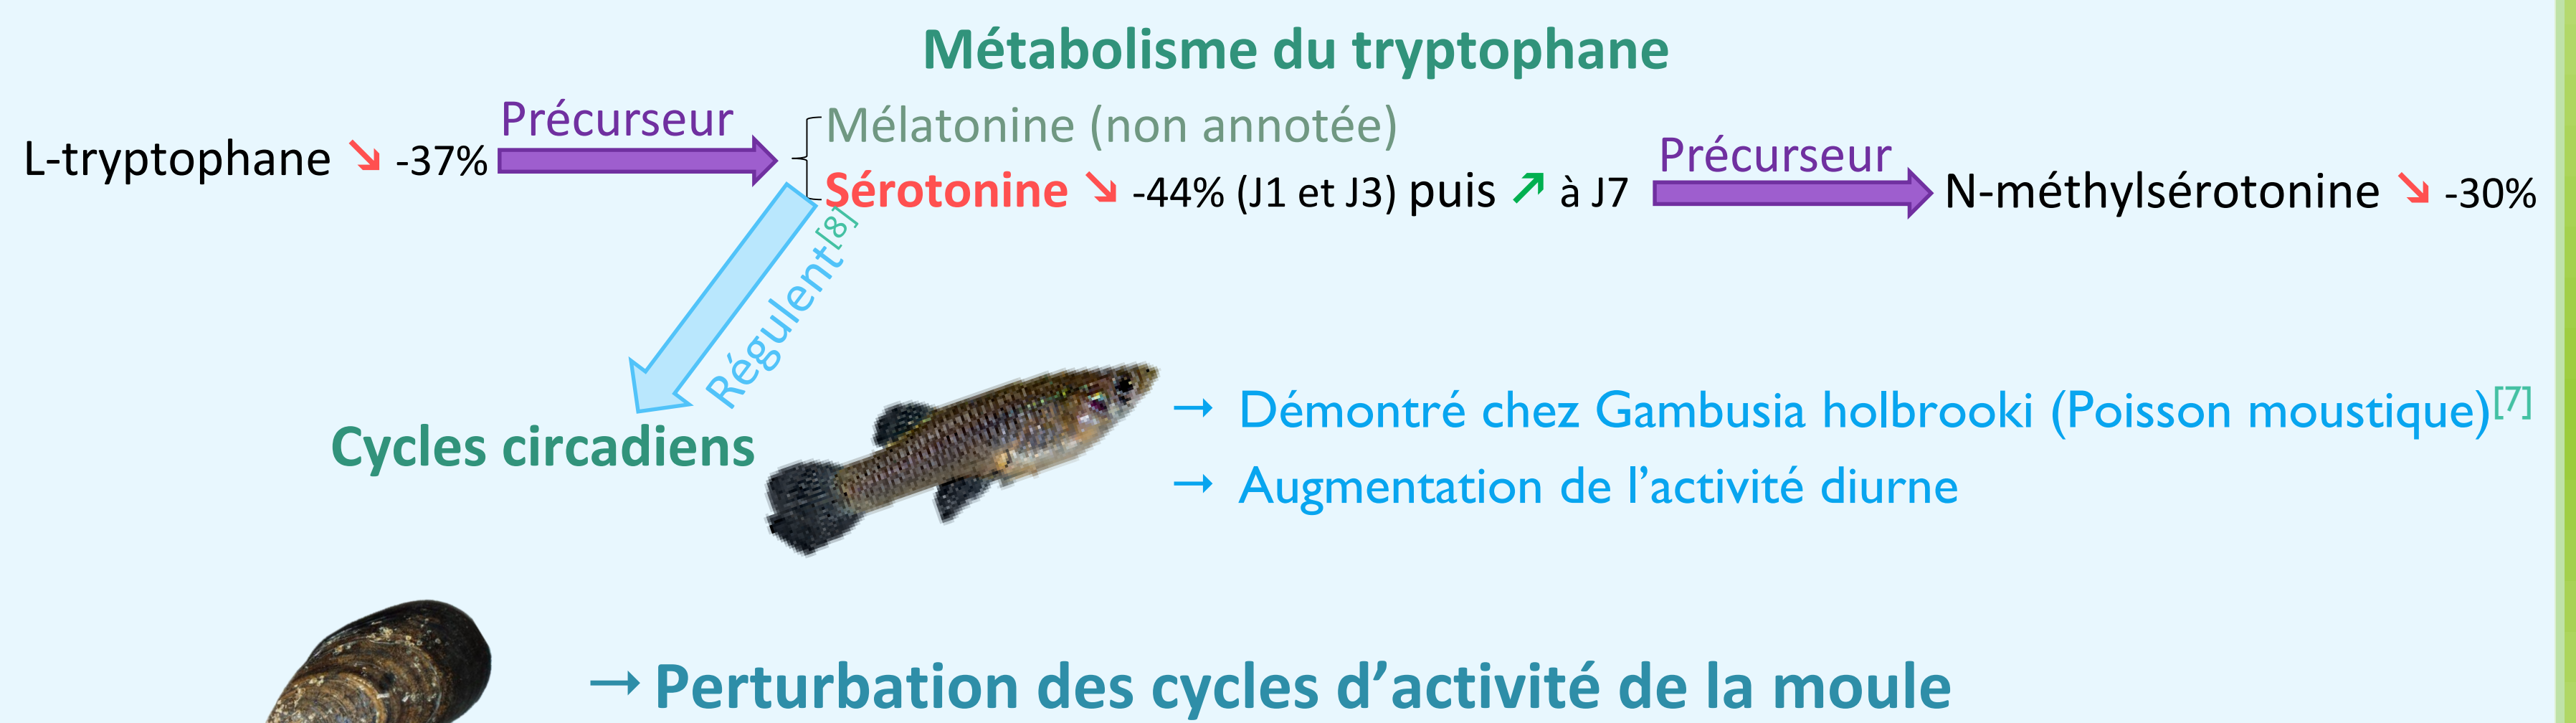 Métabolisme du tryptophane
Précurseur
Mélatonine (non annotée)
L-tryptophane ↘ -37%
Précurseur
Sérotonine ↘ -44% (J1 et J3) puis ↗ à J7
N-méthylsérotonine ↘ -30%
Régulent[8]
Cycles circadiens
→ Démontré chez Gambusia holbrooki (Poisson moustique)[7]
→ Augmentation de l’activité diurne
→ Perturbation des cycles d’activité de la moule